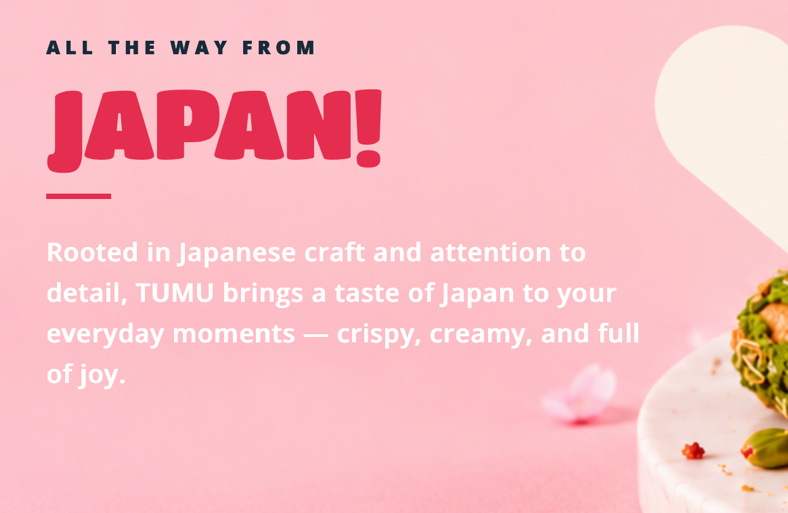 ALL THE WAY FROM
JAPAN!
Rooted in Japanese craft and attention to
detail, TUMU brings a taste of Japan to your
everyday moments — crispy, creamy, and full
of joy.